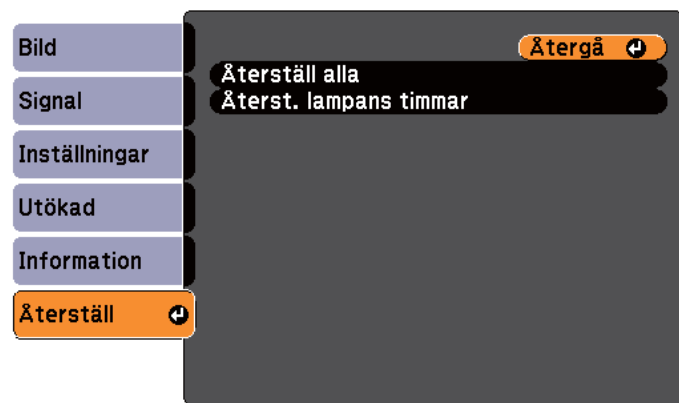 Bild
Signal
Inställningar
Utökad
Information
Återställ
Återgå
Återställ alla
Återst. lampans timmar